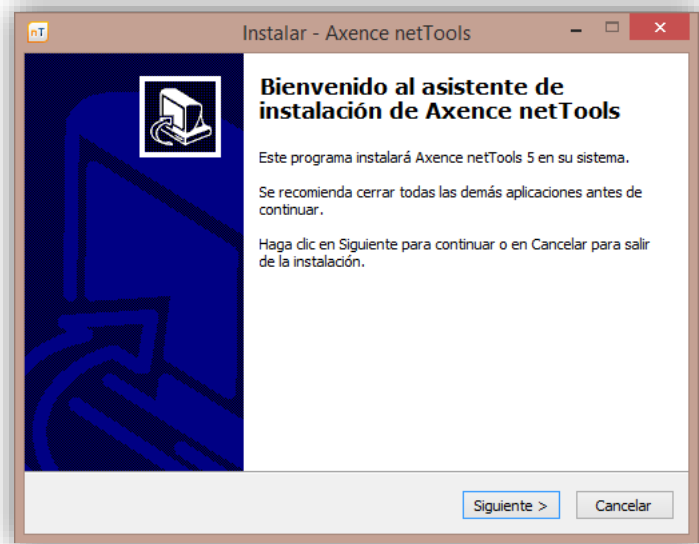 nT
Instalar - Axence netTools
Bienvenido al asistente de
instalación de Axence netTools
Este programa instalará Axence netTools 5 en su sistema.
Se recomienda cerrar todas las demás aplicaciones antes de
continuar.
Haga clic en Siguiente para continuar o en Cancelar para salir
de la instalación.
Siguiente >
Cancelar